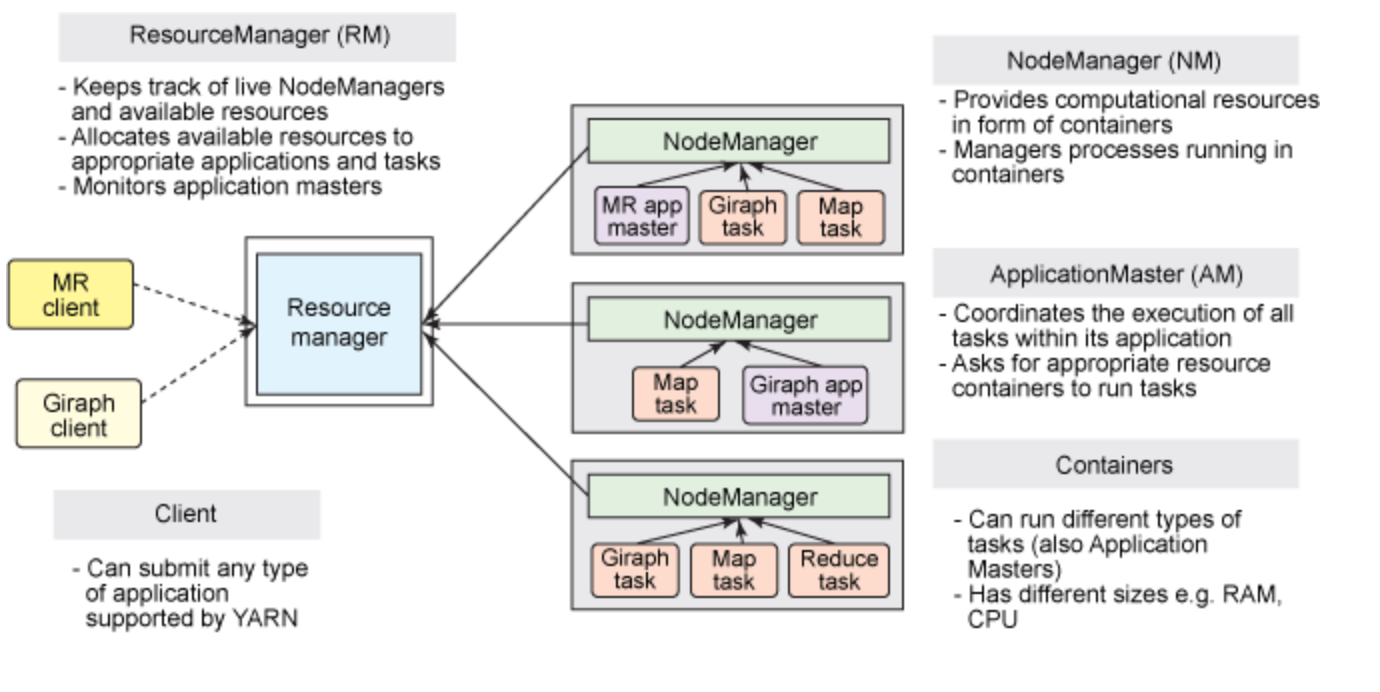 ResourceManager (RM)
- Keeps track of live NodeManagers
and available resources
- Allocates available resources to
appropriate applications and tasks
- Monitors application masters
MR
client
Giraph
client
Resource
manager
Client
- Can submit any type
of application
supported by YARN
NodeManager
MR app
master
Giraph
task
Map
task
NodeManager
Map
task
Giraph app
master
NodeManager
Giraph
task
Map
task
Reduce
task
NodeManager (NM)
- Provides computational resources
in form of containers
- Managers processes running in
containers
ApplicationMaster (AM)
- Coordinates the execution of all
tasks within its application
- Asks for appropriate resource
containers to run tasks
Containers
- Can run different types of
tasks (also Application
Masters)
- Has different sizes e.g. RAM,
CPU